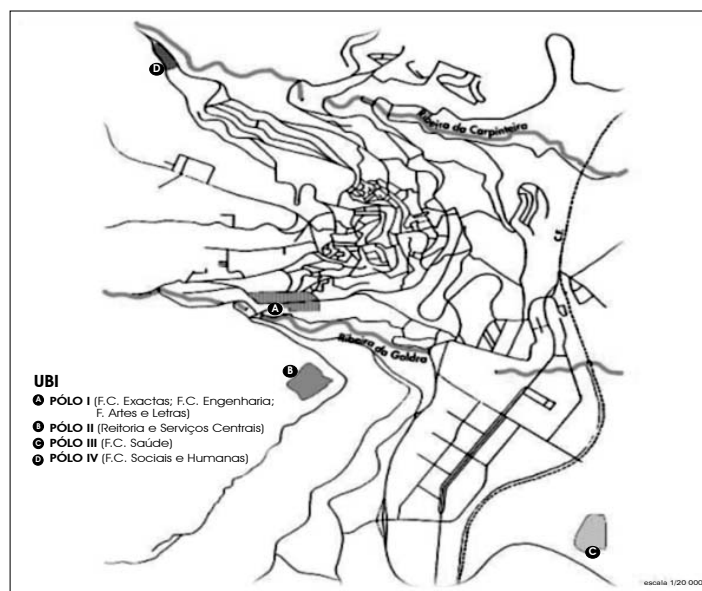 D
Ribeira da Carpinteira
C.F.
A
Ribeira da Goldra
B
UBI
A PÓLO I (F.C. Exactas; F.C. Engenharia;
F. Artes e Letras)
B PÓLO II (Reitoria e Serviços Centrais)
C PÓLO III (F.C. Saúde)
D PÓLO IV (F.C. Sociais e Humanas)
C
escala 1/20 000